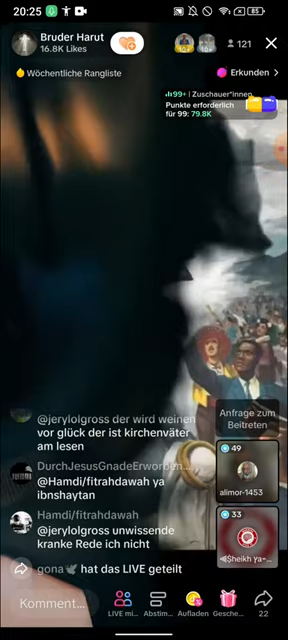 20:25
85
Bruder Harut
16.8K Likes
10+
10+
121
Wöchentliche Rangliste
Erkunden
99+ | Zuschauer*innen
Punkte erforderlich
für 99: 79.8K
@jerylolgross der wird weinen
vor glück der ist kirchenväter
am lesen
DurchJesusGnadeErworben....
@Hamdi/fitrahdawah ya
ibnshaytan
Hamdi/fitrahdawah
@jerylolgross unwissende
kranke Rede ich nicht
gona🕊 hat das LIVE geteilt
Anfrage zum
Beitreten
49
alimor-1453
33
Sheikh ya-...
Komment...
LIVE mi...
Abstim...
Aufladen
Gesche...
22